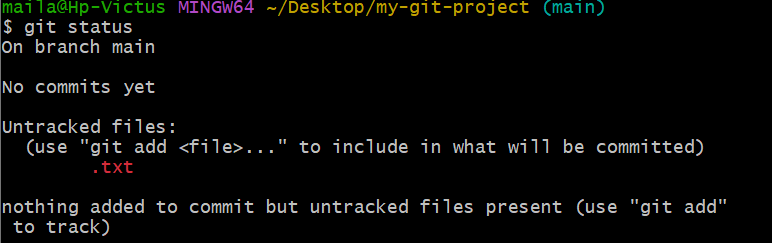 maila@Hp-Victus MINGW64 ~/Desktop/my-git-project (main)
$ git status
On branch main
No commits yet
Untracked files:
(use "git add <file>..." to include in what will be committed)
.txt
nothing added to commit but untracked files present (use "git add"
to track)